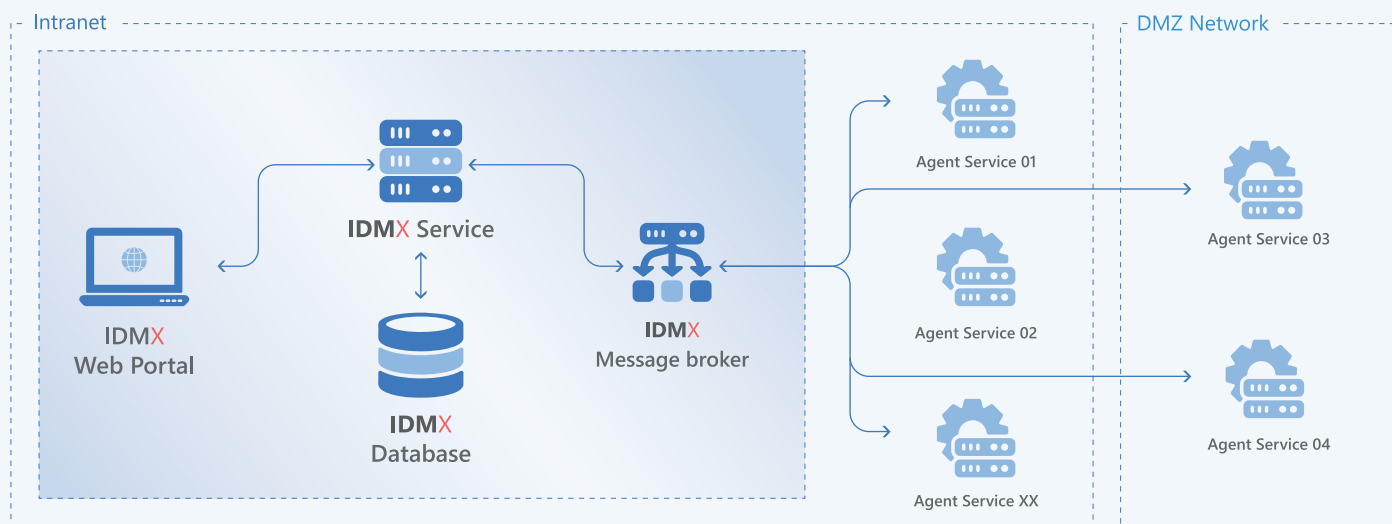 Intranet
DMZ Network
Agent Service 01
IDMX Service
Agent Service 03
IDMX
Web Portal
IDMX
Message broker
Agent Service 02
IDMX
Database
Agent Service 04
Agent Service XX